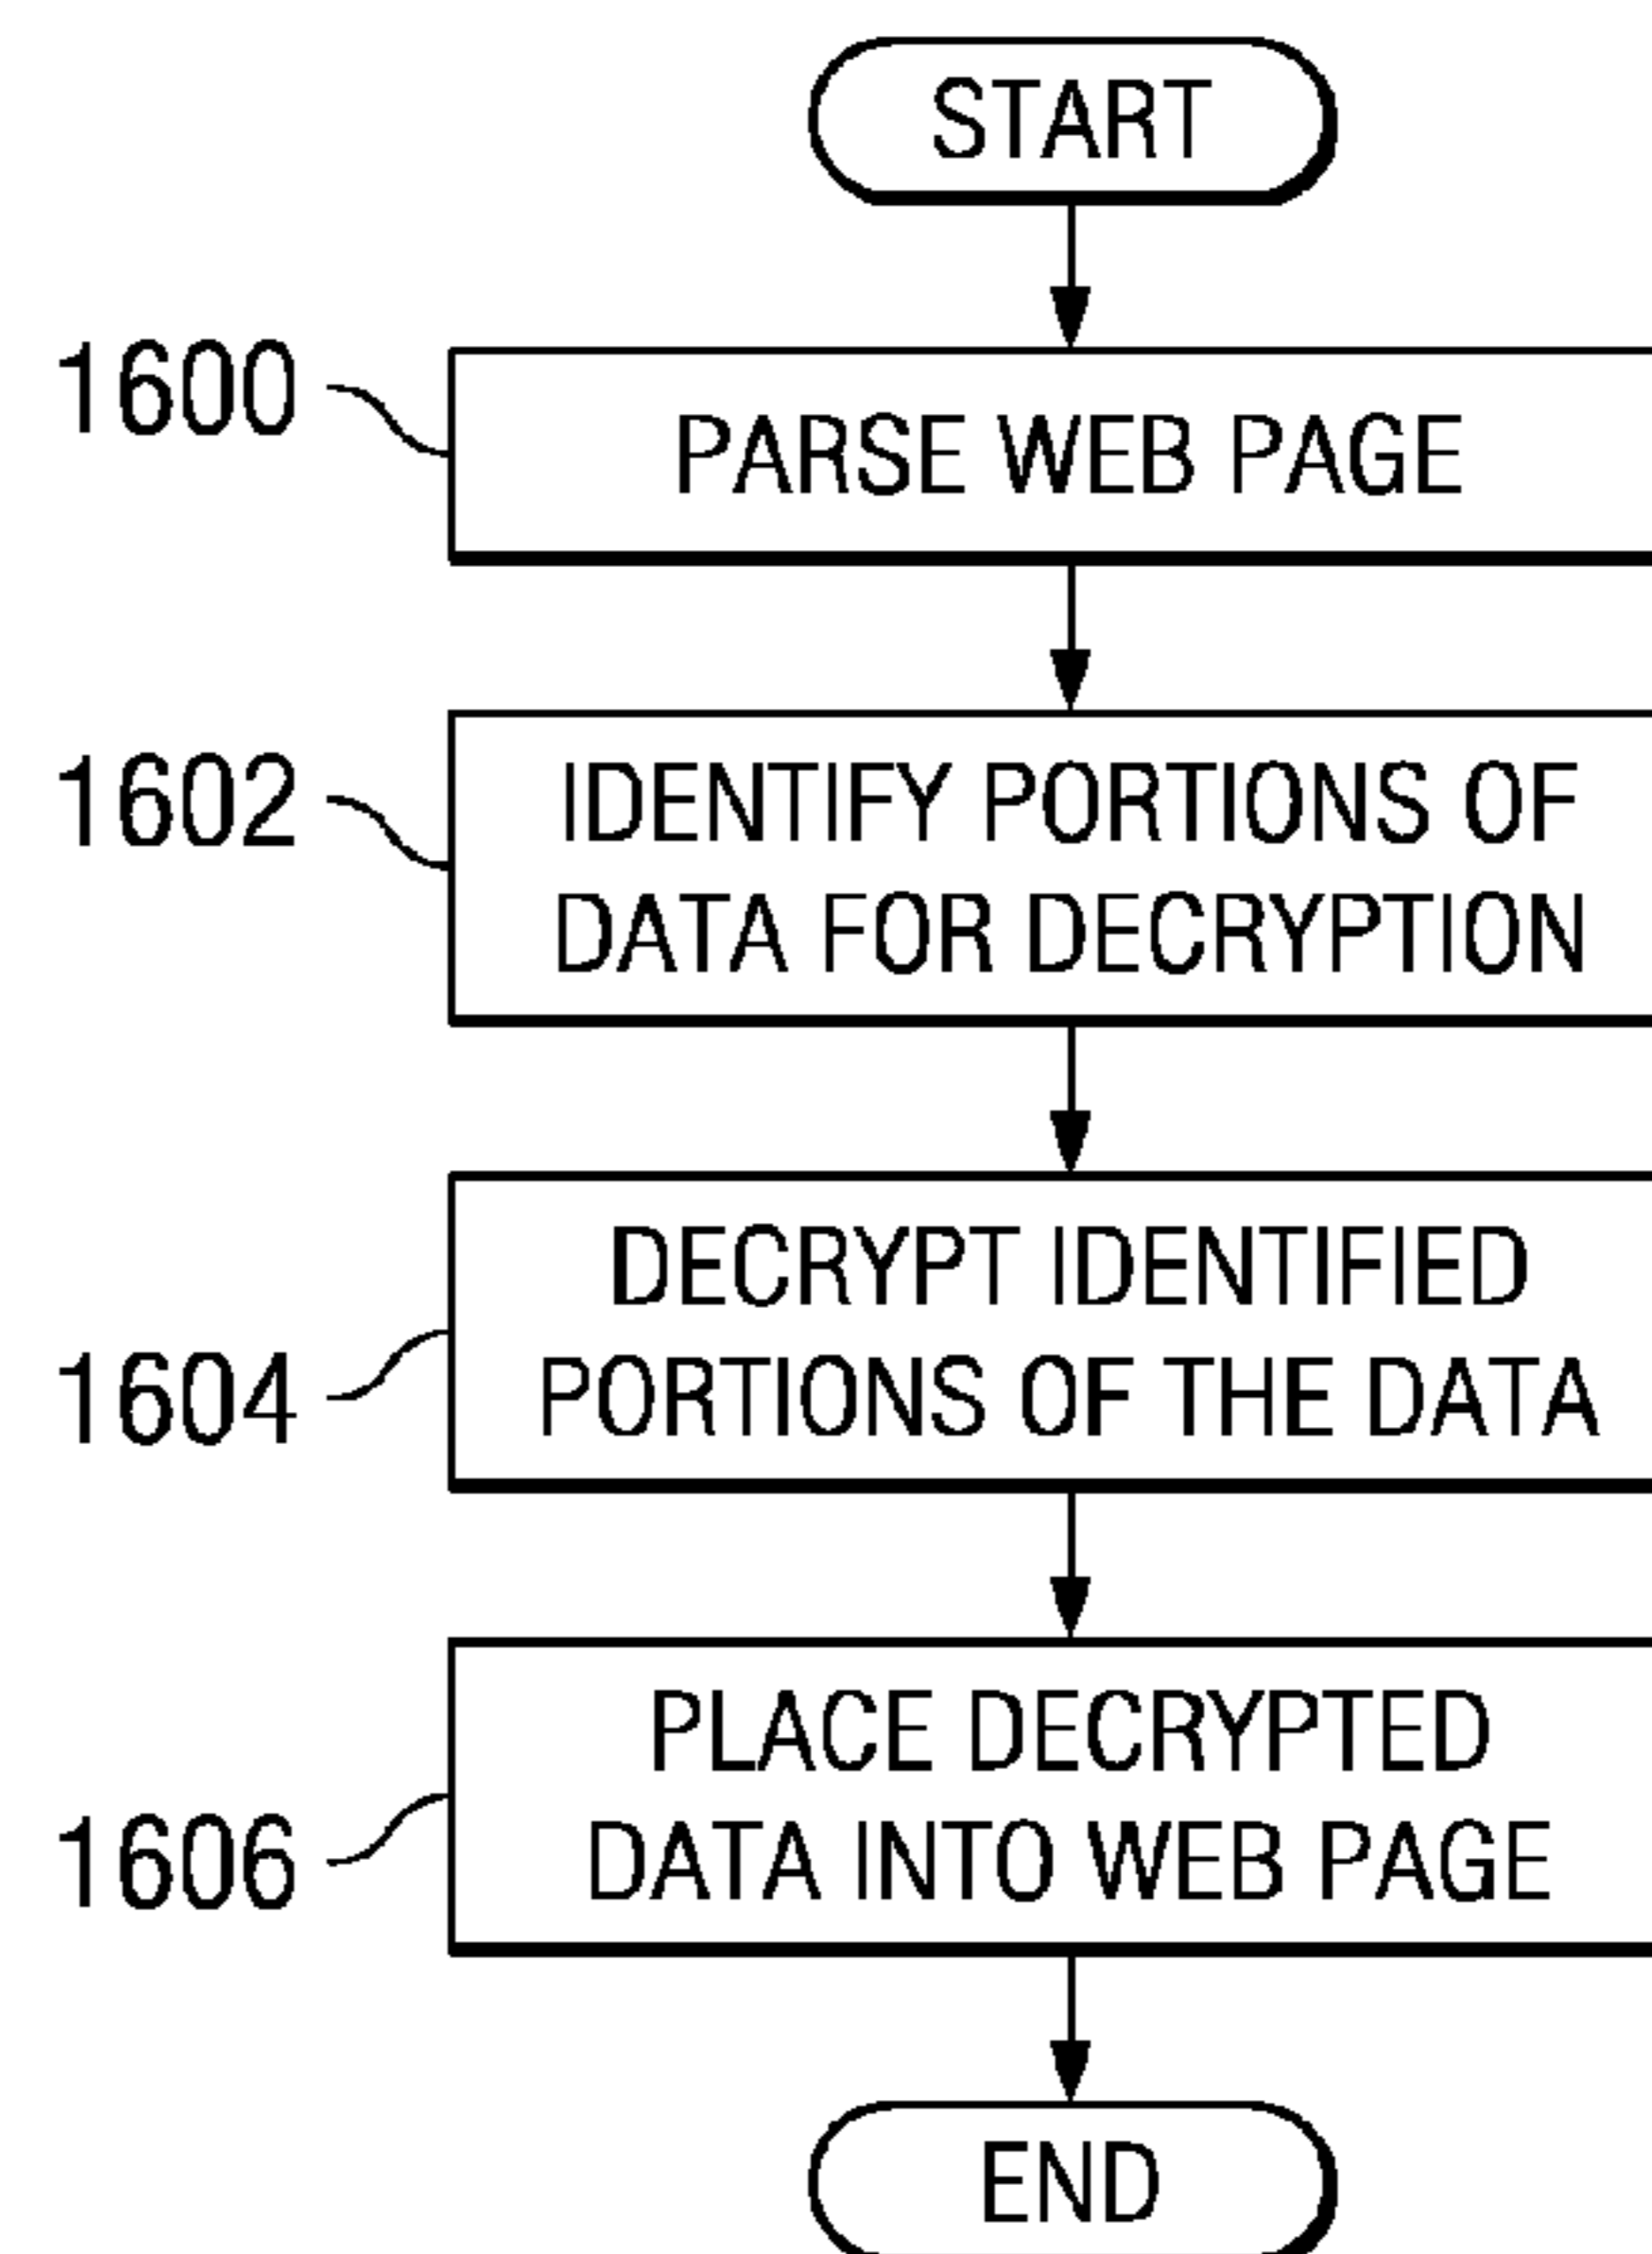 START
1600
PARSE WEB PAGE
1602
IDENTIFY PORTIONS OF
DATA FOR DECRYPTION
DECRYPT IDENTIFIED
PORTIONS OF THE DATA
1604
PLACE DECRYPTED
DATA INTO WEB PAGE
1606
END